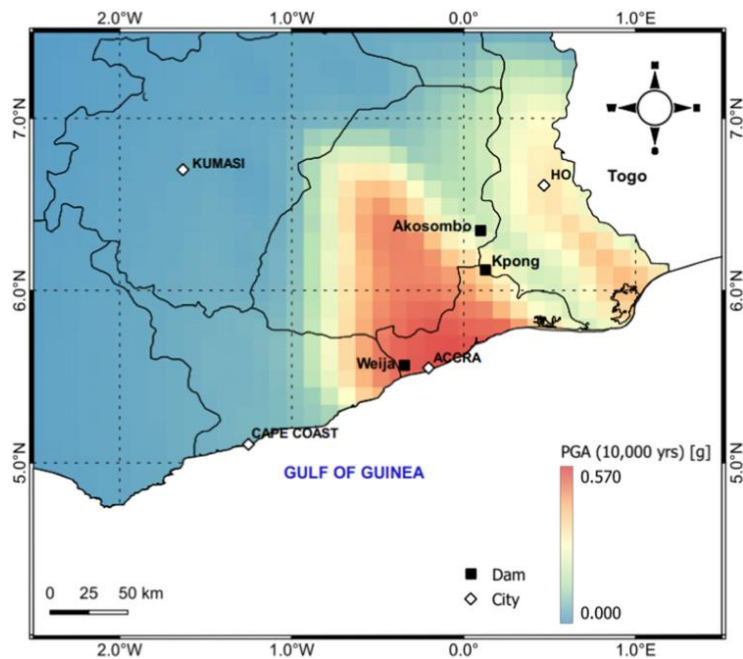 2.0°W 1.0°W 0.0° 1.0°E
7.0°N 7.0°N
KUMASI
HO
Togo
Akosombo
Kpong
6.0°N 6.0°N
Weija ACCRA
CAPE COAST
5.0°N 5.0°N
GULF OF GUINEA
PGA (10,000 yrs) [g]
0.570
Dam
City
0.000
0 25 50 km
2.0°W 1.0°W 0.0° 1.0°E